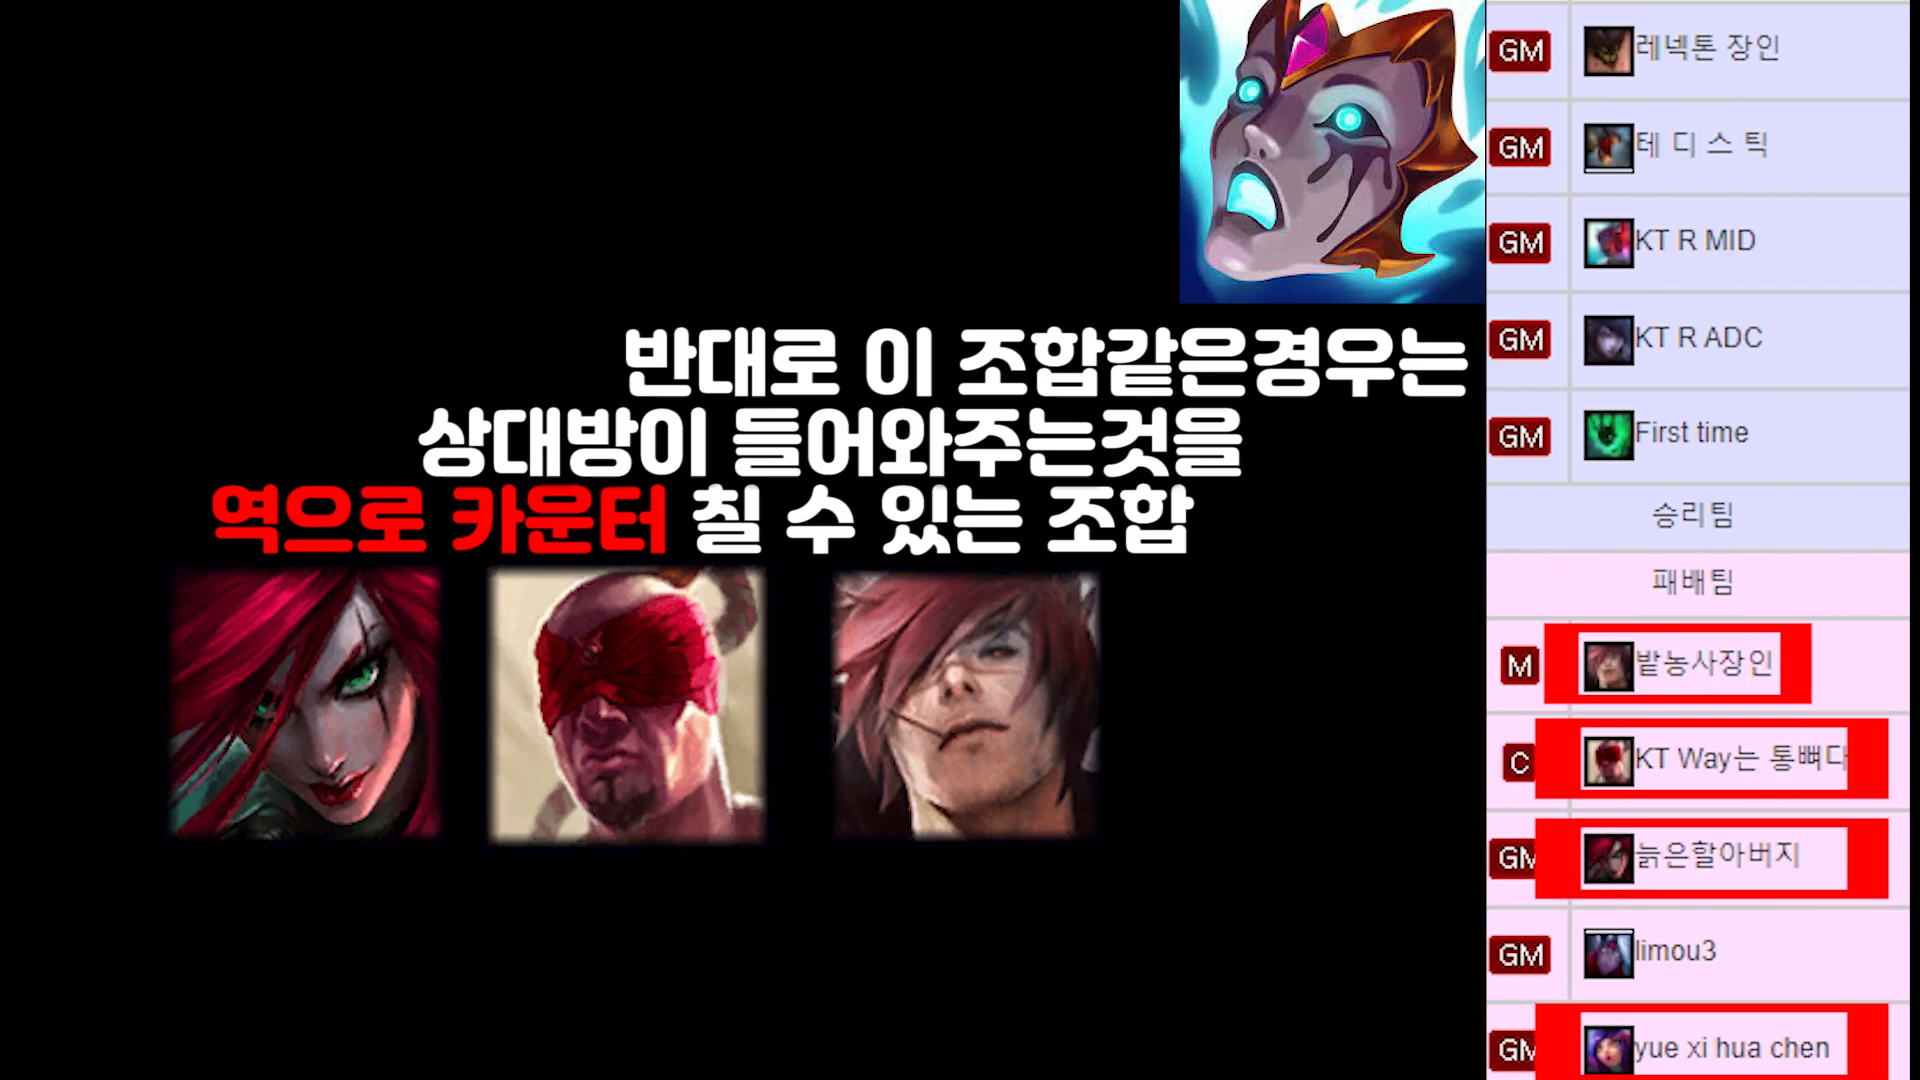 반대로 이 조합같은경우는
상대방이 들어와주는것을
역으로 카운터 칠 수 있는 조합
GM 레넥톤 장인
GM 테 디 스 틱
GM KT R MID
GM KT R ADC
GM First time
승리팀
패배팀
M 밭농사장인
C KT Way는 통뼈다
GM 늙은할아버지
GM limou3
GM yue xi hua chen